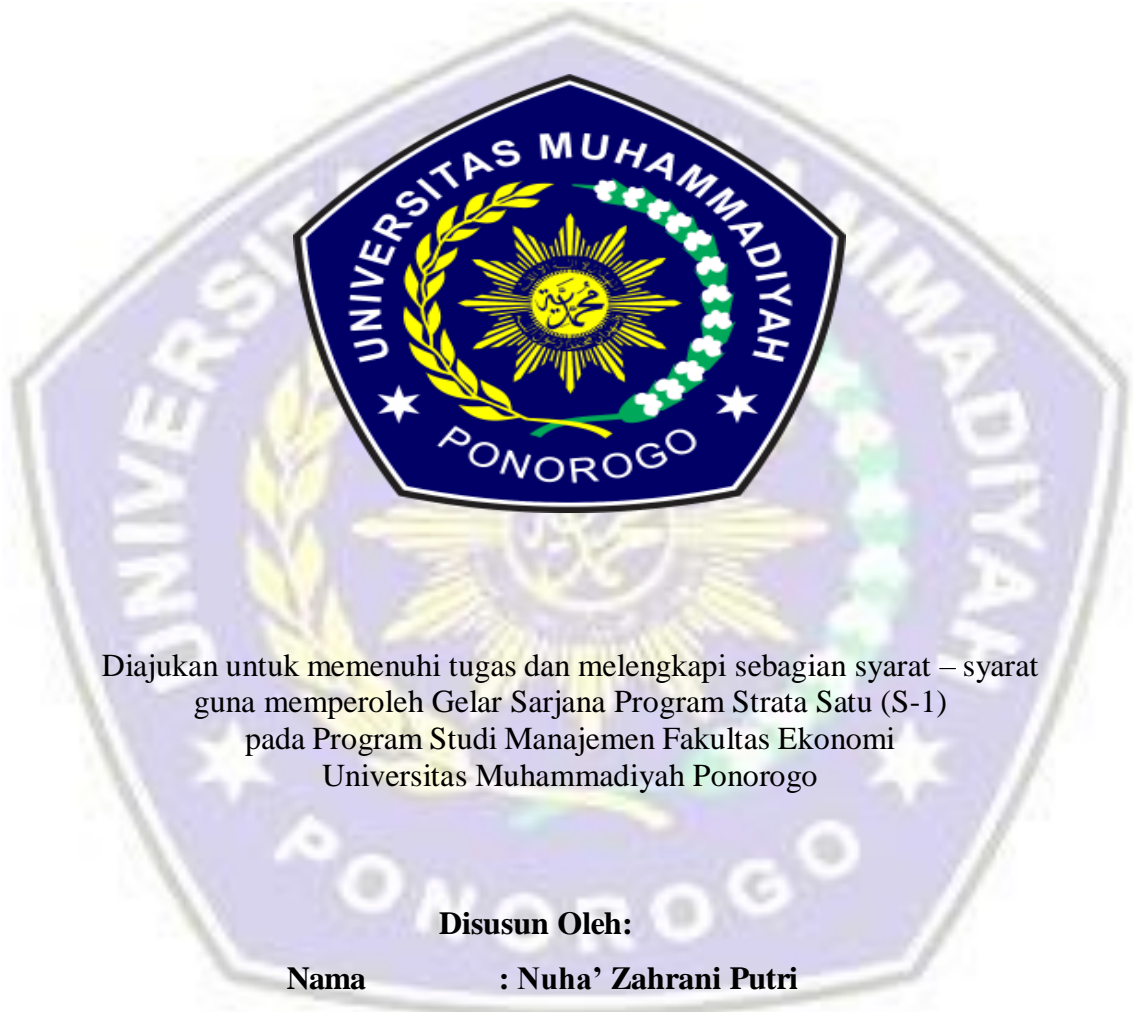 UNIVERSITAS MUHAMMADIYAH
PONOROGO
Diajukan untuk memenuhi tugas dan melengkapi sebagian syarat – syarat
guna memperoleh Gelar Sarjana Program Strata Satu (S-1)
pada Program Studi Manajemen Fakultas Ekonomi
Universitas Muhammadiyah Ponorogo
PONOROGO
Disusun Oleh:
Nama : Nuha’ Zahrani Putri